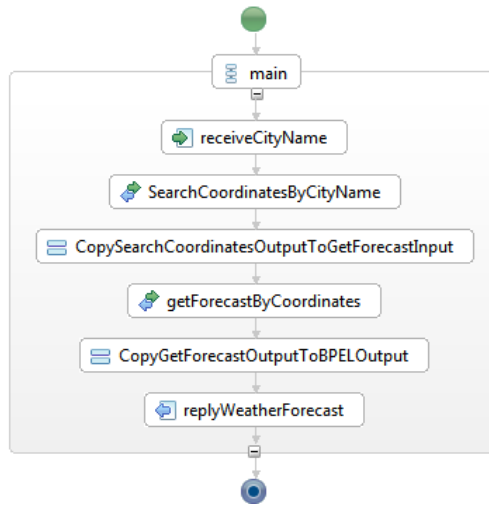 main
receiveCityName
SearchCoordinatesByCityName
CopySearchCoordinatesOutputToGetForecastInput
getForecastByCoordinates
CopyGetForecastOutputToBPELOutput
replyWeatherForecast